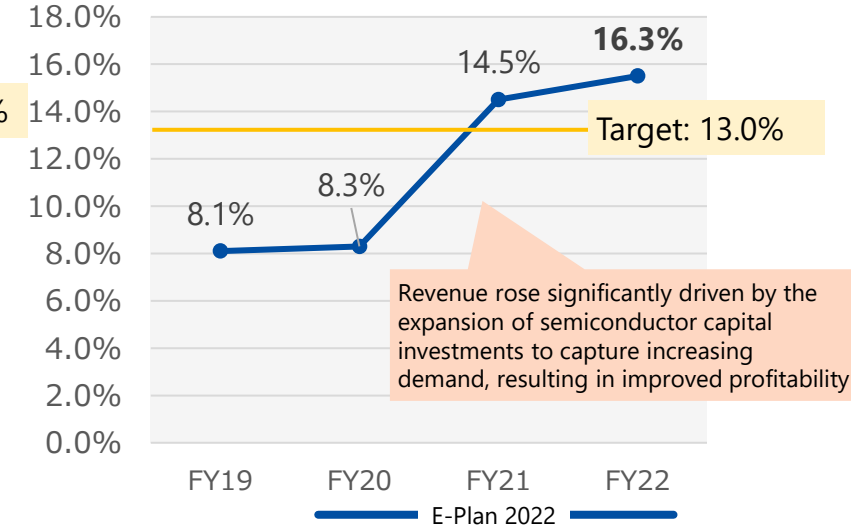 18.0%
16.0%
14.0%
12.0%
10.0%
8.0%
6.0%
4.0%
2.0%
0.0%
%
8.1%
8.3%
14.5%
16.3%
Target: 13.0%
Revenue rose significantly driven by the
expansion of semiconductor capital
investments to capture increasing
demand, resulting in improved profitability
FY19 FY20 FY21 FY22
E-Plan 2022